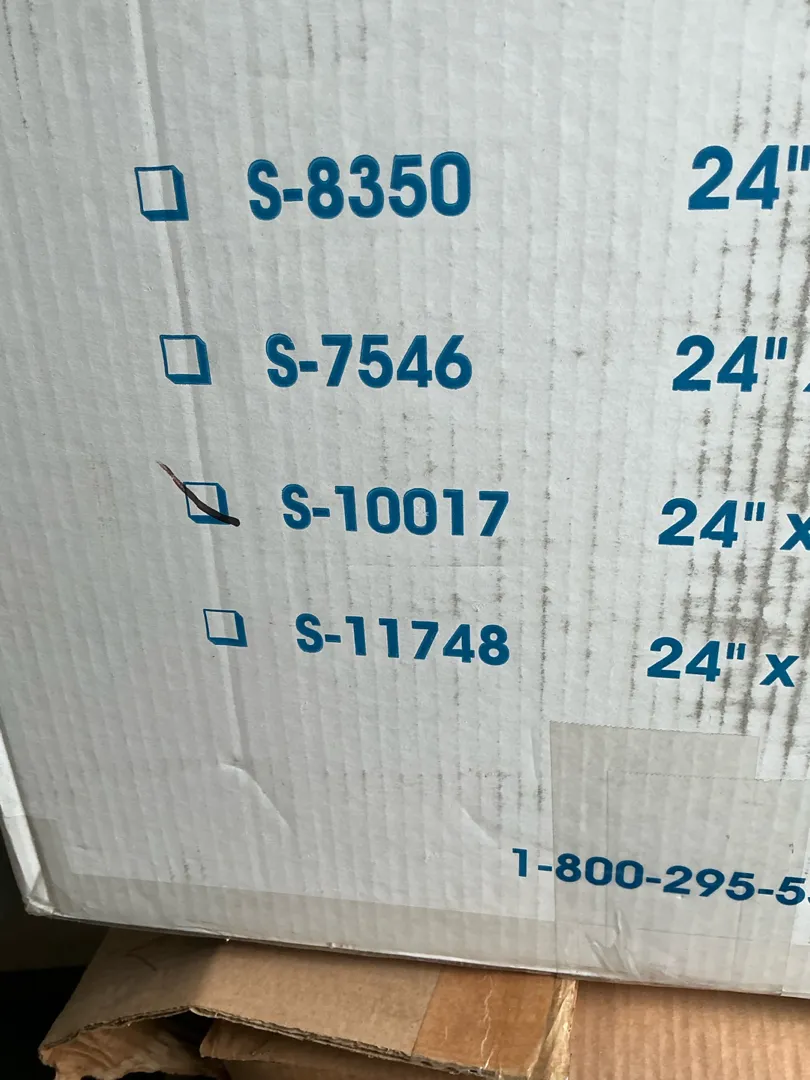 S-8350 24"
S-7546 24"
S-10017 24" x
S-11748 24" x
1-800-295-5